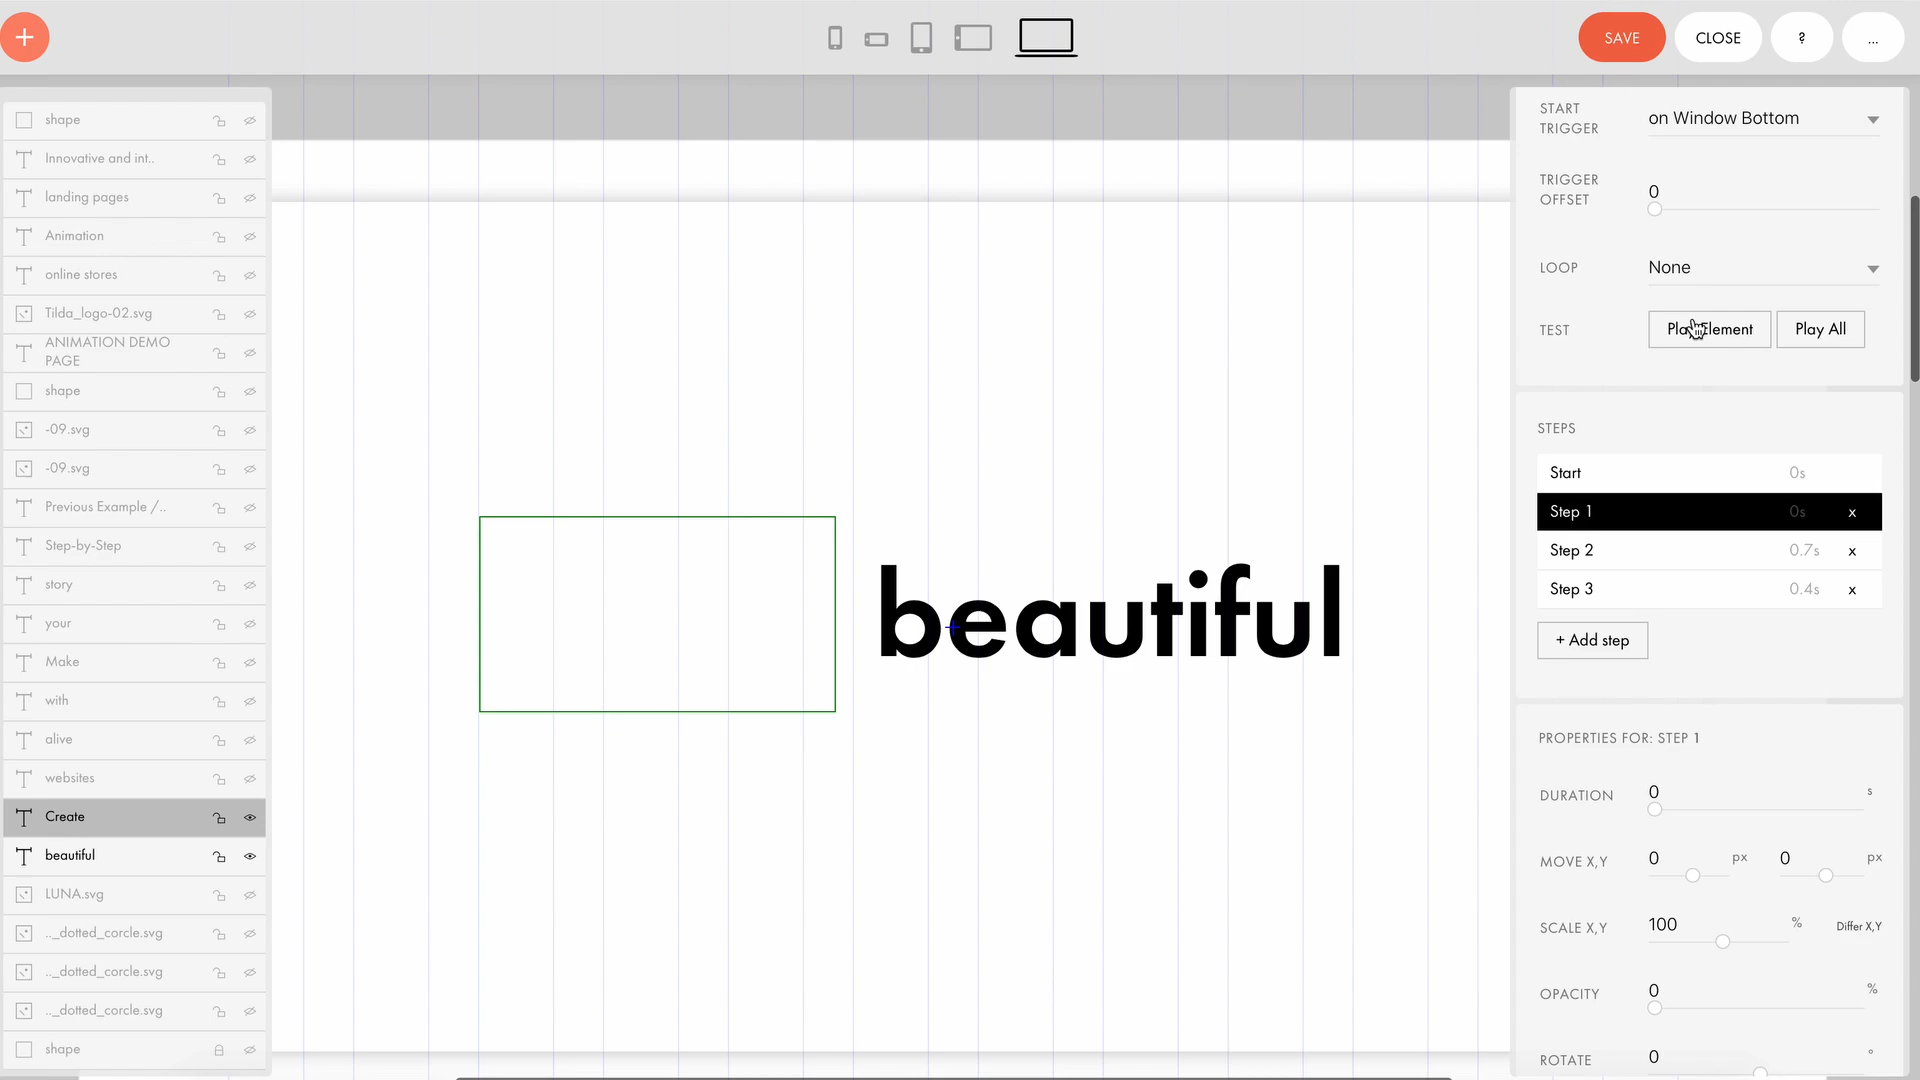 +
SAVE
CLOSE
?
...
shape
Innovative and int..
landing pages
Animation
online stores
Tilda_logo-02.svg
ANIMATION DEMO
PAGE
shape
-09.svg
-09.svg
Previous Example /..
Step-by-Step
story
your
Make
with
alive
websites
Create
beautiful
LUNA.svg
.._dotted_corcle.svg
.._dotted_corcle.svg
.._dotted_corcle.svg
shape
beautiful
START
TRIGGER
on Window Bottom
TRIGGER
OFFSET
0
LOOP
None
TEST
Play Element
Play All
STEPS
Start 0s
Step 1 0s x
Step 2 0.7s x
Step 3 0.4s x
+ Add step
PROPERTIES FOR: STEP 1
DURATION 0 s
MOVE X,Y 0 px 0 px
SCALE X,Y 100 % Differ X,Y
OPACITY 0 %
ROTATE 0 °